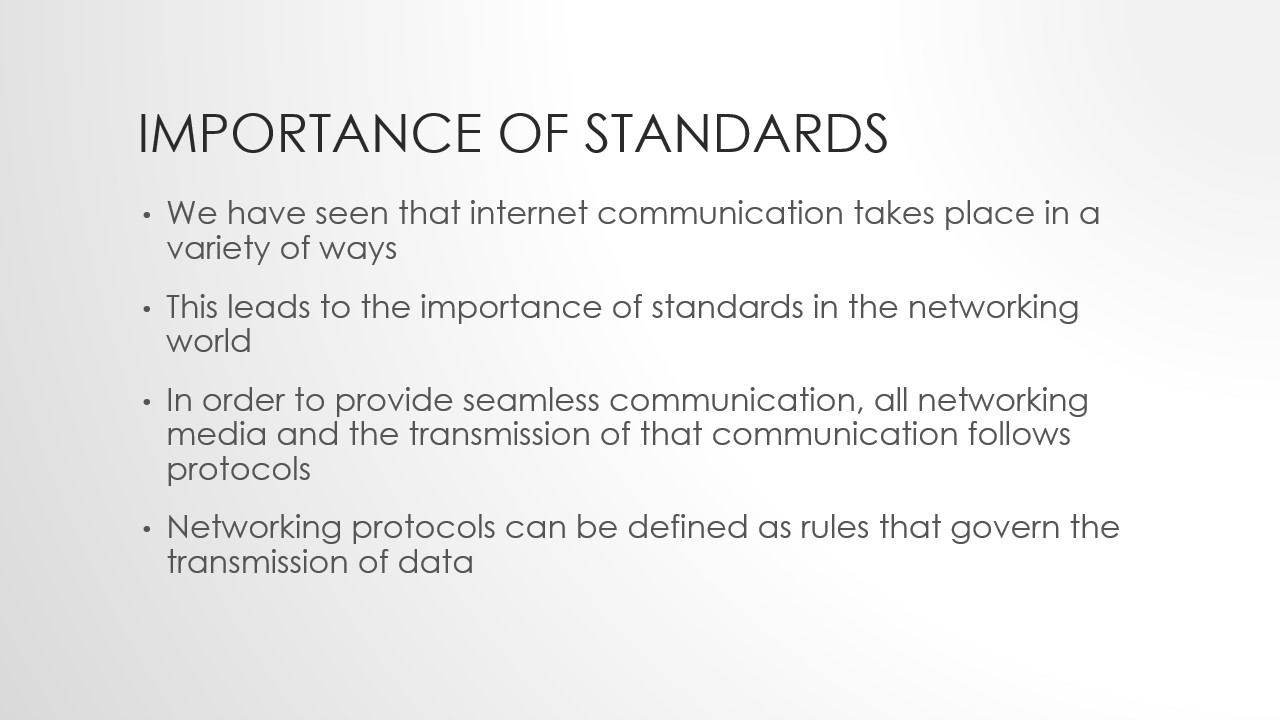 IMPORTANCE OF STANDARDS
• We have seen that internet communication takes place in a
variety of ways
• This leads to the importance of standards in the networking
world
• In order to provide seamless communication, all networking
media and the transmission of that communication follows
protocols
• Networking protocols can be defined as rules that govern the
transmission of data